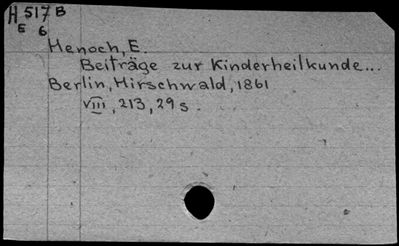 H 517 B
E 6
Henoch, E.
Beiträge zur Kinderheilkunde...
Berlin, Hirschwald, 1861
VIII, 213, 29 s.